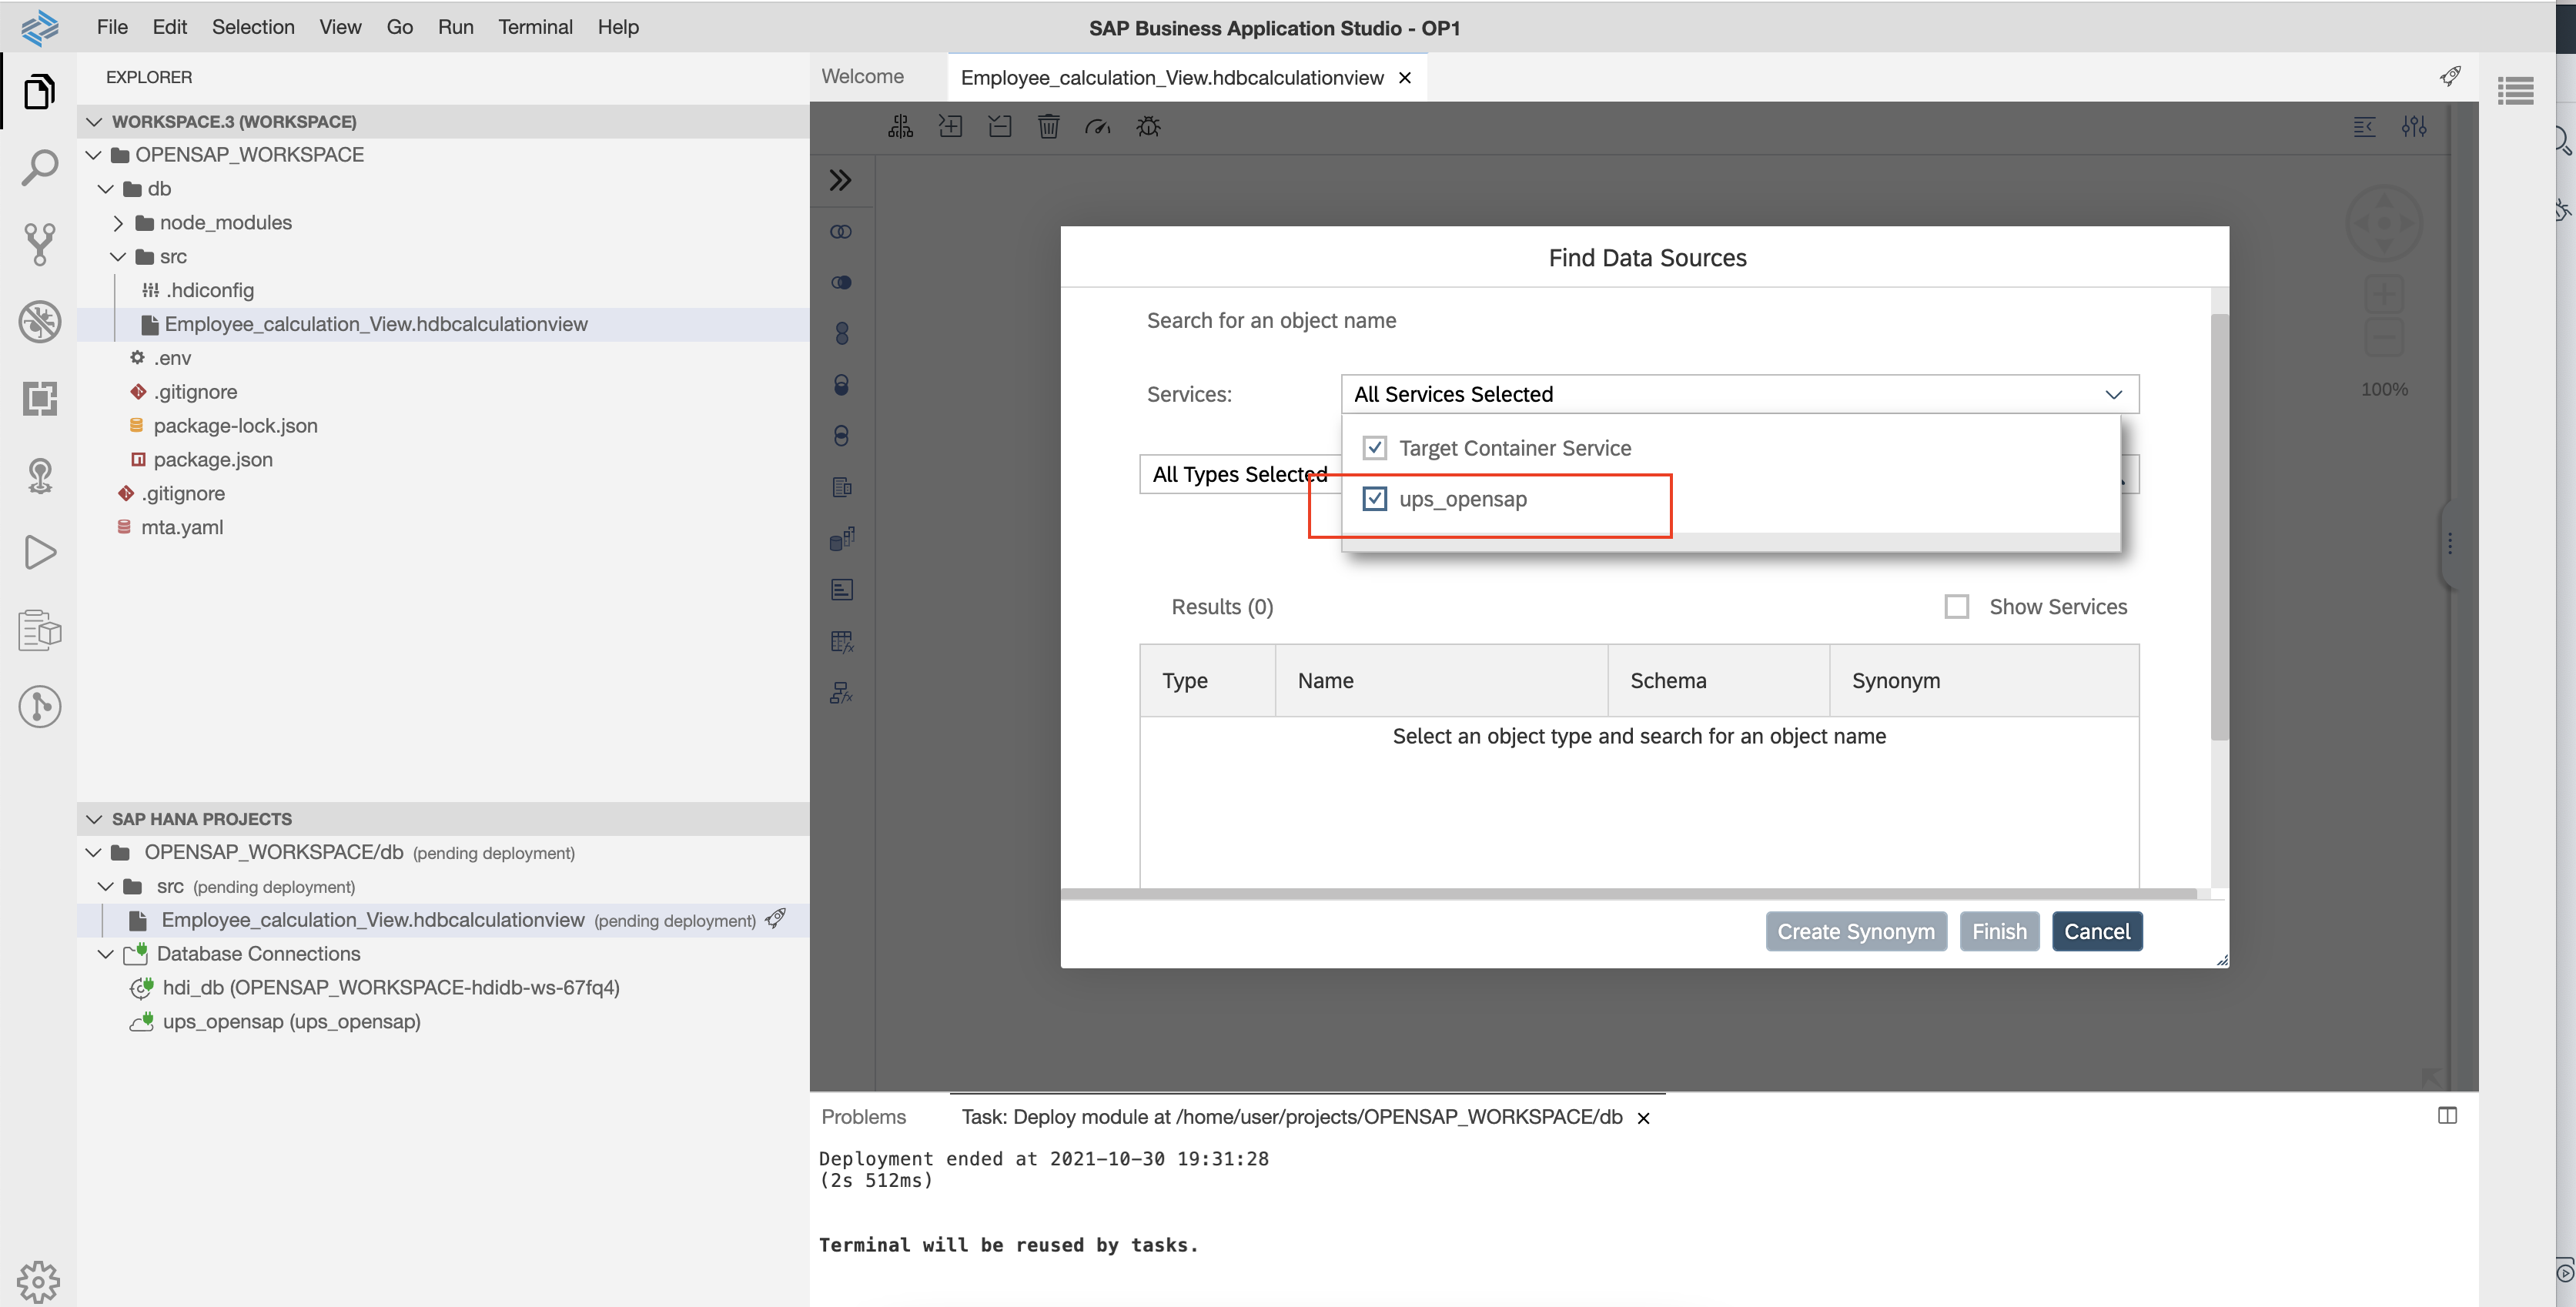 File Edit Selection View Go Run Terminal Help
SAP Business Application Studio - OP1
EXPLORER
WORKSPACE.3 (WORKSPACE)
OPENSAP_WORKSPACE
db
node_modules
src
.hdiconfig
Employee_calculation_View.hdbcalculationview
.env
.gitignore
package-lock.json
package.json
.gitignore
mta.yaml
SAP HANA PROJECTS
OPENSAP_WORKSPACE/db (pending deployment)
src (pending deployment)
Employee_calculation_View.hdbcalculationview (pending deployment)
Database Connections
hdi_db (OPENSAP_WORKSPACE-hdidb-ws-67fq4)
ups_opensap (ups_opensap)
Welcome
Employee_calculation_View.hdbcalculationview
100%
Find Data Sources
Search for an object name
Services:
All Services Selected
Target Container Service
All Types Selected
ups_opensap
Results (0)
Show Services
Type Name Schema Synonym
Select an object type and search for an object name
Create Synonym Finish Cancel
Problems
Task: Deploy module at /home/user/projects/OPENSAP_WORKSPACE/db
Deployment ended at 2021-10-30 19:31:28
(2s 512ms)
Terminal will be reused by tasks.